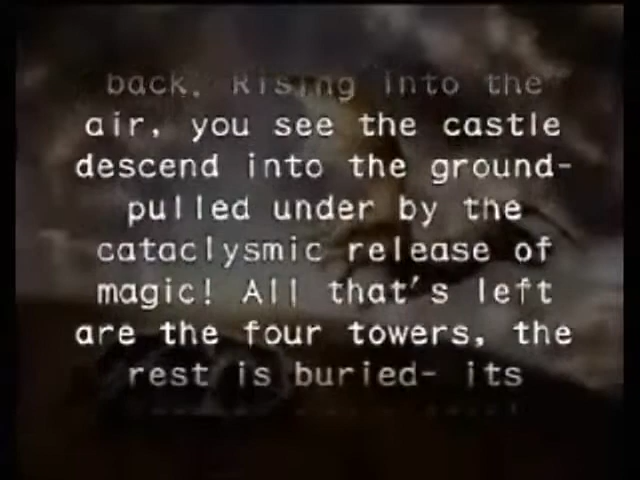 back. Rising into the
air, you see the castle
descend into the ground-
pulled under by the
cataclysmic release of
magic! All that's left
are the four towers, the
rest is buried- its